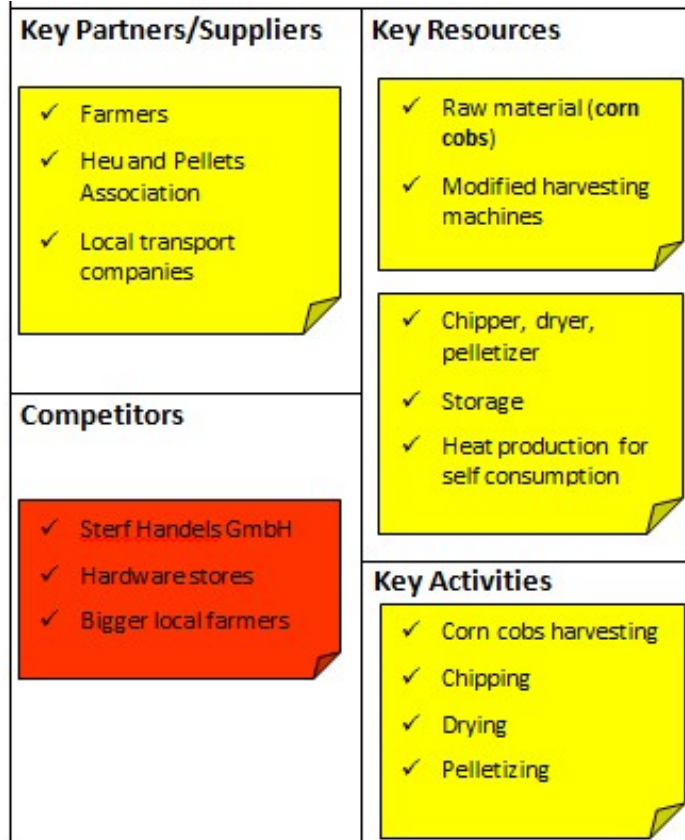 Key Partners/Suppliers
✓ Farmers
✓ Heu and Pellets
Association
✓ Local transport
companies
Competitors
✓ Sterf Handels GmbH
✓ Hardware stores
✓ Bigger local farmers
Key Resources
✓ Raw material (corn
cobs)
✓ Modified harvesting
machines
✓ Chipper, dryer,
pelletizer
✓ Storage
✓ Heat production for
self consumption
Key Activities
✓ Corn cobs harvesting
✓ Chipping
✓ Drying
✓ Pelletizing